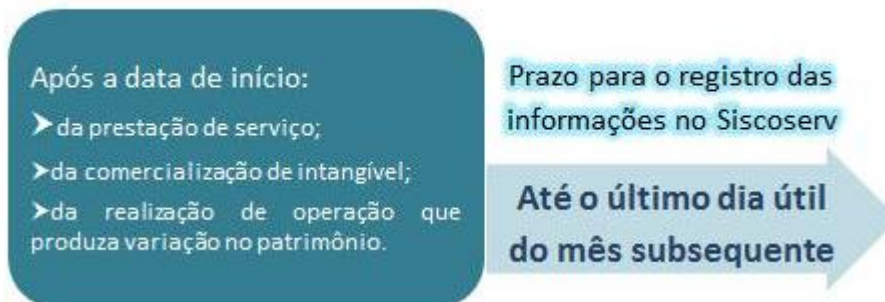 Após a data de início:
➤da prestação de serviço;
➤da comercialização de intangível;
➤da realização de operação que
produza variação no patrimônio.
Prazo para o registro das
informações no Siscoserv
Até o último dia útil
do mês subsequente